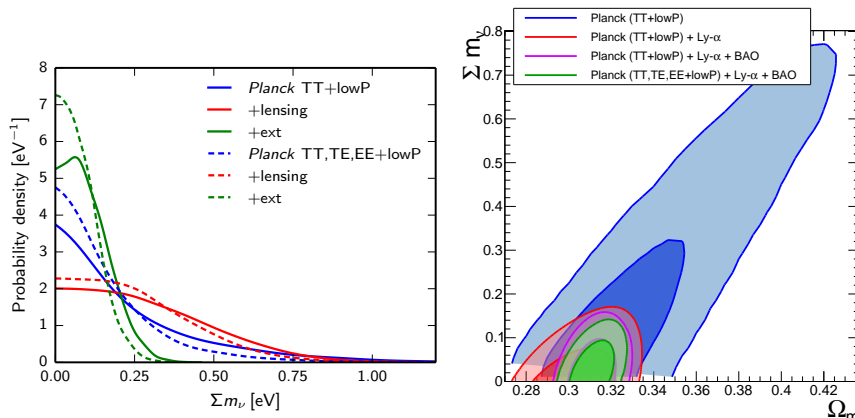 8
7
6
5
4
3
2
1
0
Probability density [eV⁻¹]
Planck TT+lowP
+lensing
+ext
Planck TT,TE,EE+lowP
+lensing
+ext
0.00 0.25 0.50 0.75 1.00
Σmν [eV]
Σ mν
0.8
0.7
0.6
0.5
0.4
0.3
0.2
0.1
0
Planck (TT+lowP)
Planck (TT+lowP) + Ly-α
Planck (TT+lowP) + Ly-α + BAO
Planck (TT,TE,EE+lowP) + Ly-α + BAO
0.28 0.3 0.32 0.34 0.36 0.38 0.4 0.42
Ωm